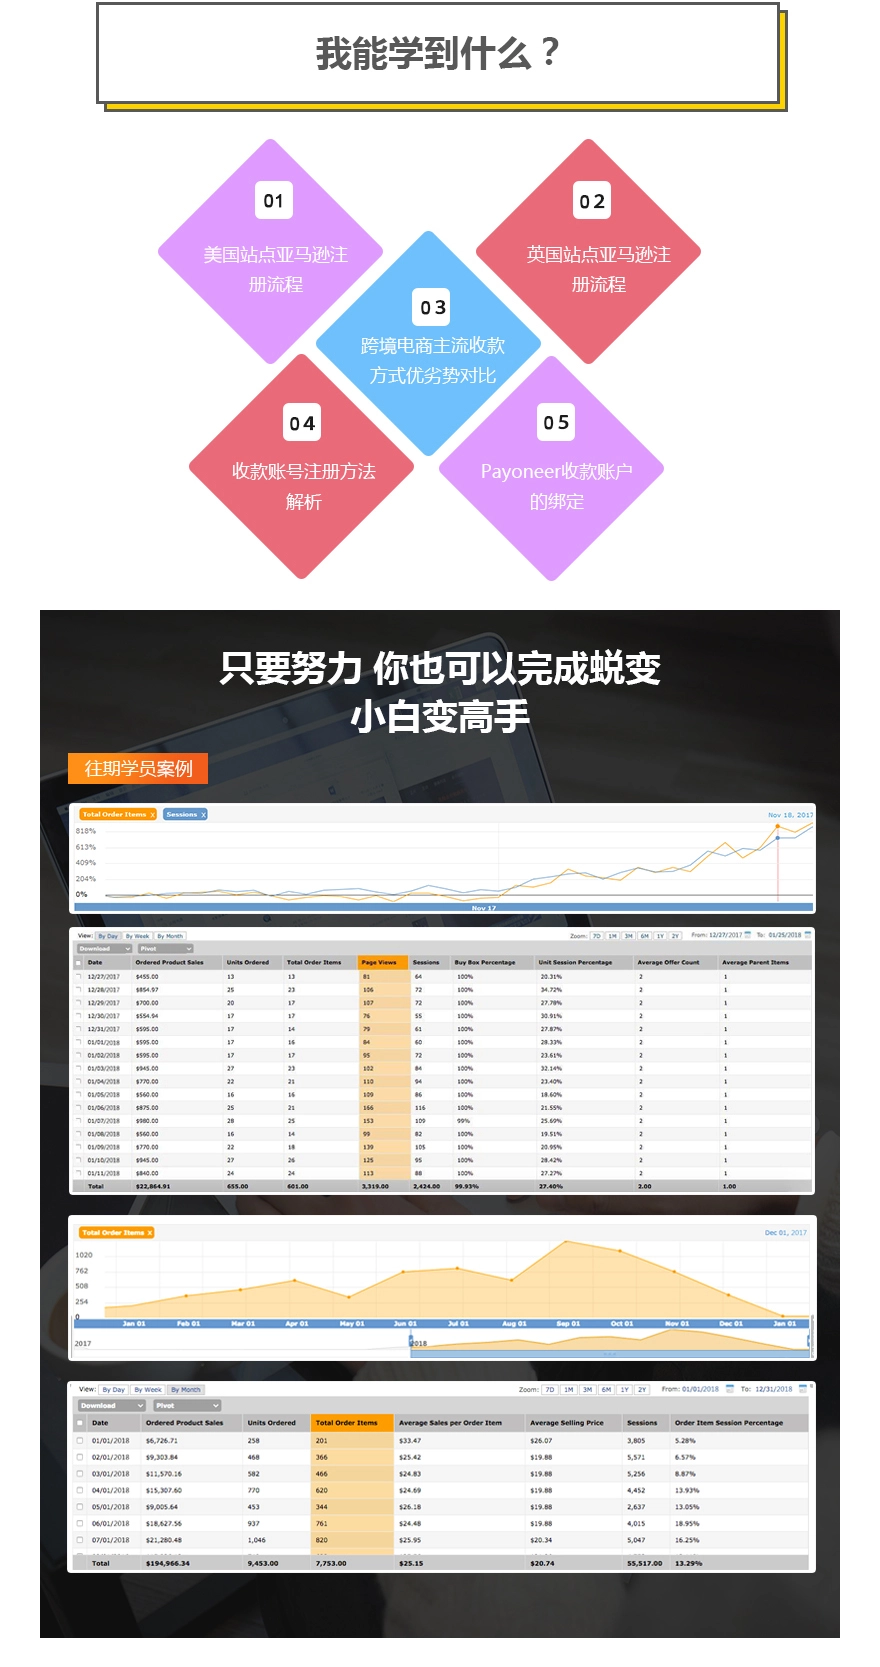 我能学到什么？
01
美国站点亚马逊注
册流程
02
英国站点亚马逊注
册流程
03
跨境电商主流收款
方式优劣势对比
04
收款账号注册方法
解析
05
Payoneer收款账户
的绑定
只要努力 你也可以完成蜕变
小白变高手
往期学员案例
Total Order Items X Sessions X Nov 18, 2017
818%
613%
409%
204%
0%
Nov 17
View: By Day By Week By Month Zoom: 7D 1M 3M 6M 1Y 2Y From: 12/27/2017 To: 01/25/2018
Download Pivot
Date Ordered Product Sales Units Ordered Total Order Items Page Views Sessions Buy Box Percentage Unit Session Percentage Average Offer Count Average Parent Items
12/27/2017 $455.00 13 13 81 64 100% 20.31% 2 1
12/28/2017 $854.97 25 23 106 72 100% 34.72% 2 1
12/29/2017 $700.00 20 17 107 72 100% 27.78% 2 1
12/30/2017 $554.94 17 17 76 55 100% 30.91% 2 1
12/31/2017 $595.00 17 14 79 61 100% 27.87% 2 1
01/01/2018 $595.00 17 16 84 60 100% 28.33% 2 1
01/02/2018 $595.00 17 17 95 72 100% 23.61% 2 1
01/03/2018 $945.00 27 23 102 84 100% 32.14% 2 1
01/04/2018 $770.00 22 21 110 94 100% 23.40% 2 1
01/05/2018 $560.00 16 16 109 86 100% 18.60% 2 1
01/06/2018 $875.00 25 21 166 116 100% 21.55% 2 1
01/07/2018 $980.00 28 25 153 109 99% 25.69% 2 1
01/08/2018 $560.00 16 14 99 82 100% 19.51% 2 1
01/09/2018 $770.00 22 18 139 105 100% 20.95% 2 1
01/10/2018 $945.00 27 26 125 95 100% 28.42% 2 1
01/11/2018 $840.00 24 24 113 88 100% 27.27% 2 1
Total $22,864.91 655.00 601.00 3,319.00 2,424.00 99.93% 27.40% 2.00 1.00
Total Order Items X Dec 01, 2017
1020
762
508
254
0
Jan 01 Feb 01 Mar 01 Apr 01 May 01 Jun 01 Jul 01 Aug 01 Sep 01 Oct 01 Nov 01 Dec 01 Jan 01
2017 2018
View: By Day By Week By Month Zoom: 7D 1M 3M 6M 1Y 2Y From: 01/01/2018 To: 12/31/2018
Download Pivot
Date Ordered Product Sales Units Ordered Total Order Items Average Sales per Order Item Average Selling Price Sessions Order Item Session Percentage
01/01/2018 $6,726.71 258 201 $33.47 $26.07 3,805 5.28%
02/01/2018 $9,303.84 468 366 $25.42 $19.88 5,571 6.57%
03/01/2018 $11,570.16 582 466 $24.83 $19.88 5,256 8.87%
04/01/2018 $15,307.60 770 620 $24.69 $19.88 4,452 13.93%
05/01/2018 $9,005.64 453 344 $26.18 $19.88 2,637 13.05%
06/01/2018 $18,627.56 937 761 $24.48 $19.88 4,015 18.95%
07/01/2018 $21,280.48 1,046 820 $25.95 $20.34 5,047 16.25%
Total $194,966.34 9,453.00 7,753.00 $25.15 $20.74 55,517.00 13.29%